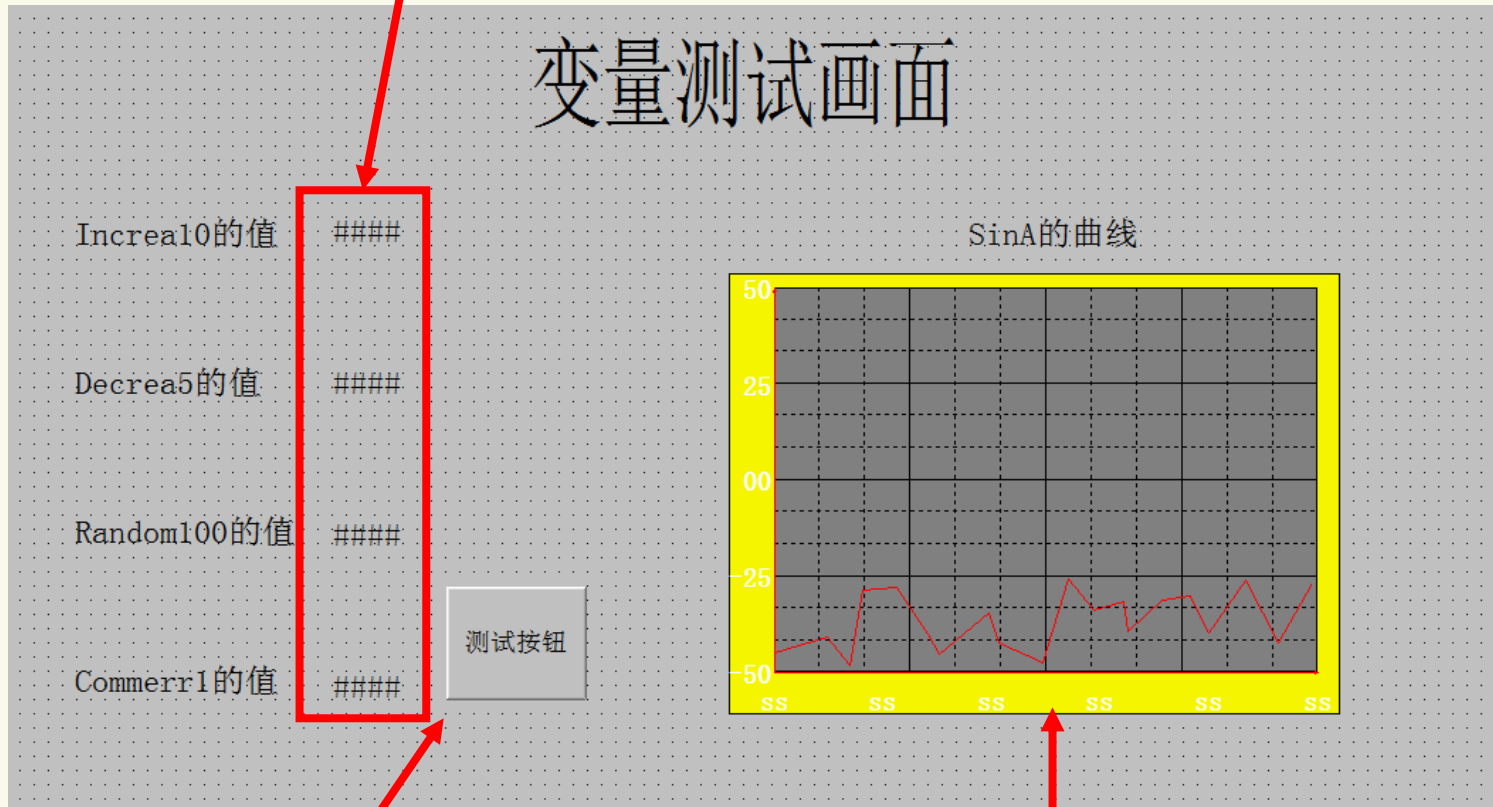 变量测试画面
Increa10的值 ####
SinA的曲线
50
25
Decrea5的值 ####
00
Random100的值 ####
-25
测试按钮
Commerr1的值 ####
-50
ss ss ss ss ss ss